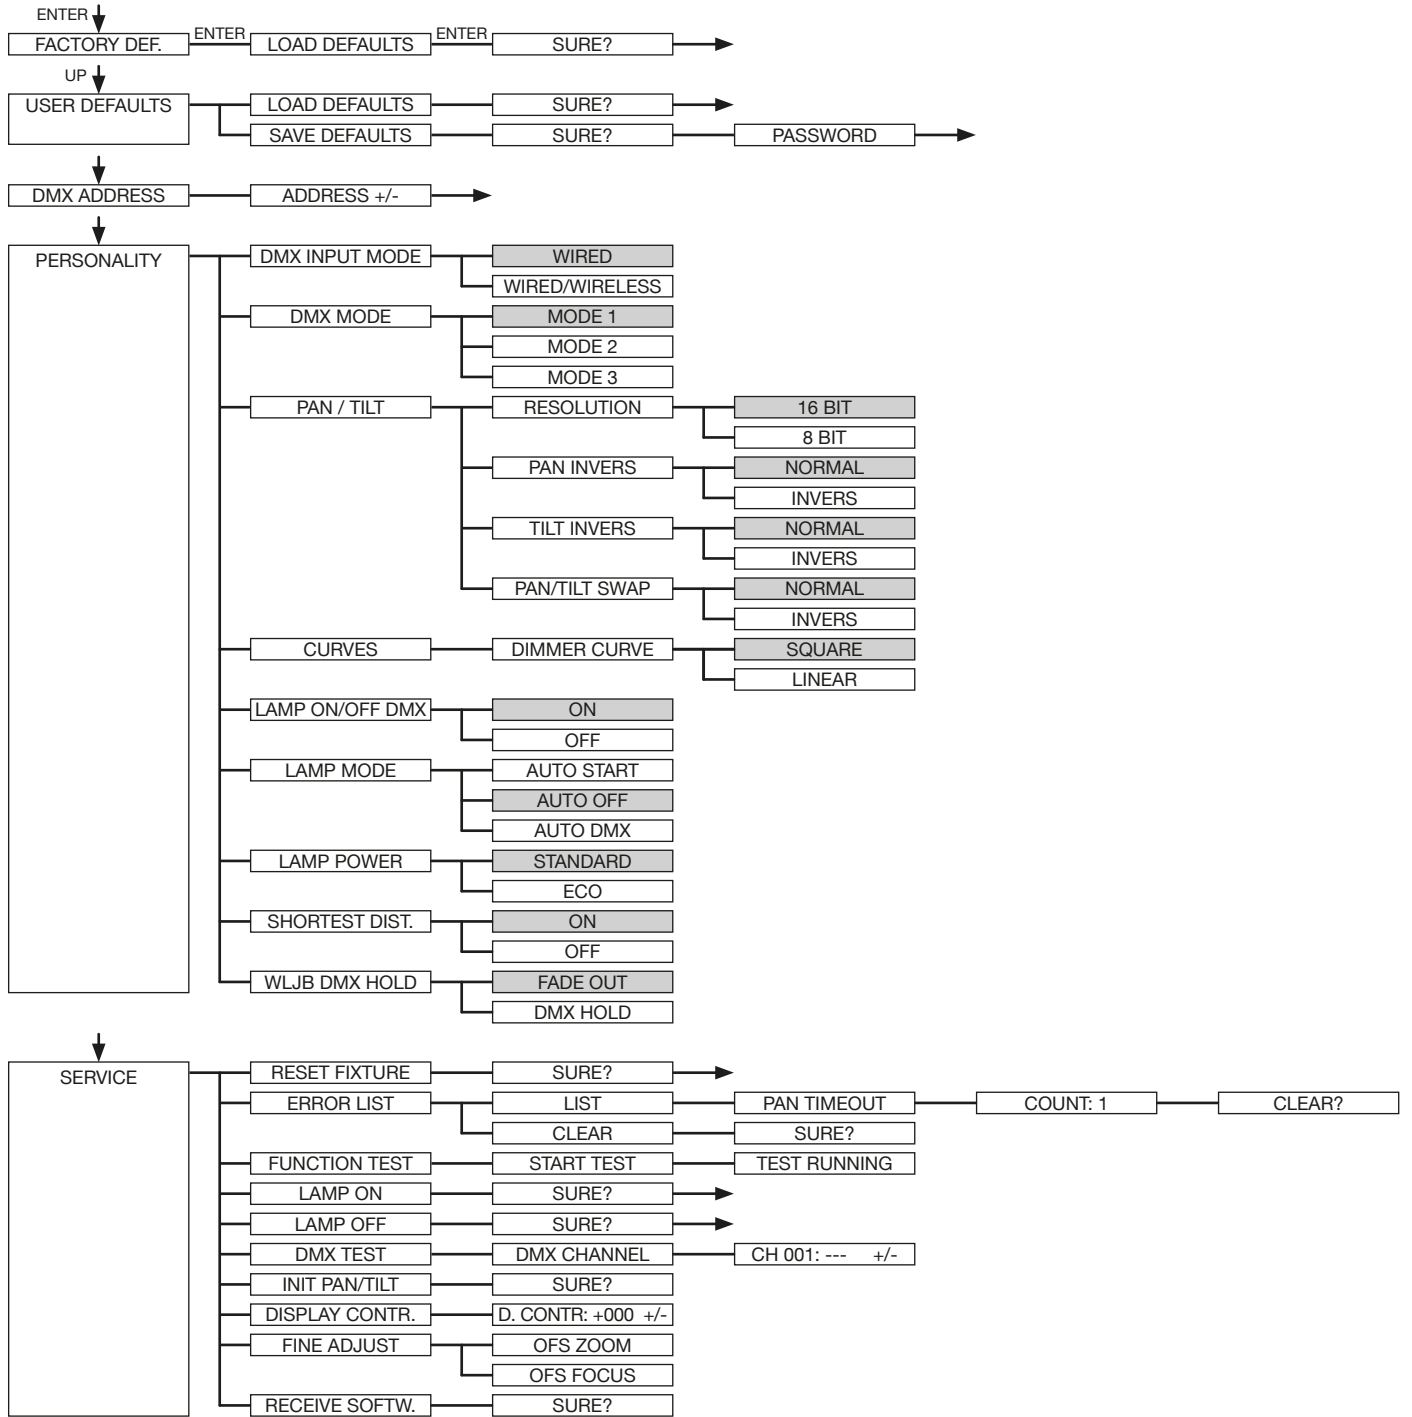 ENTER
FACTORY DEF. ENTER LOAD DEFAULTS ENTER SURE?
UP
USER DEFAULTS LOAD DEFAULTS SURE?
SAVE DEFAULTS SURE? PASSWORD
DMX ADDRESS ADDRESS +/-
PERSONALITY DMX INPUT MODE WIRED
WIRED/WIRELESS
DMX MODE MODE 1
MODE 2
MODE 3
PAN / TILT RESOLUTION 16 BIT
8 BIT
PAN INVERS NORMAL
INVERS
TILT INVERS NORMAL
INVERS
PAN/TILT SWAP NORMAL
INVERS
CURVES DIMMER CURVE SQUARE
LINEAR
LAMP ON/OFF DMX ON
OFF
LAMP MODE AUTO START
AUTO OFF
AUTO DMX
LAMP POWER STANDARD
ECO
SHORTEST DIST. ON
OFF
WLJB DMX HOLD FADE OUT
DMX HOLD
SERVICE RESET FIXTURE SURE?
ERROR LIST LIST PAN TIMEOUT COUNT: 1 CLEAR?
CLEAR SURE?
FUNCTION TEST START TEST TEST RUNNING
LAMP ON SURE?
LAMP OFF SURE?
DMX TEST DMX CHANNEL CH 001: --- +/-
INIT PAN/TILT SURE?
DISPLAY CONTR. D. CONTR: +000 +/-
FINE ADJUST OFS ZOOM
OFS FOCUS
RECEIVE SOFTW. SURE?